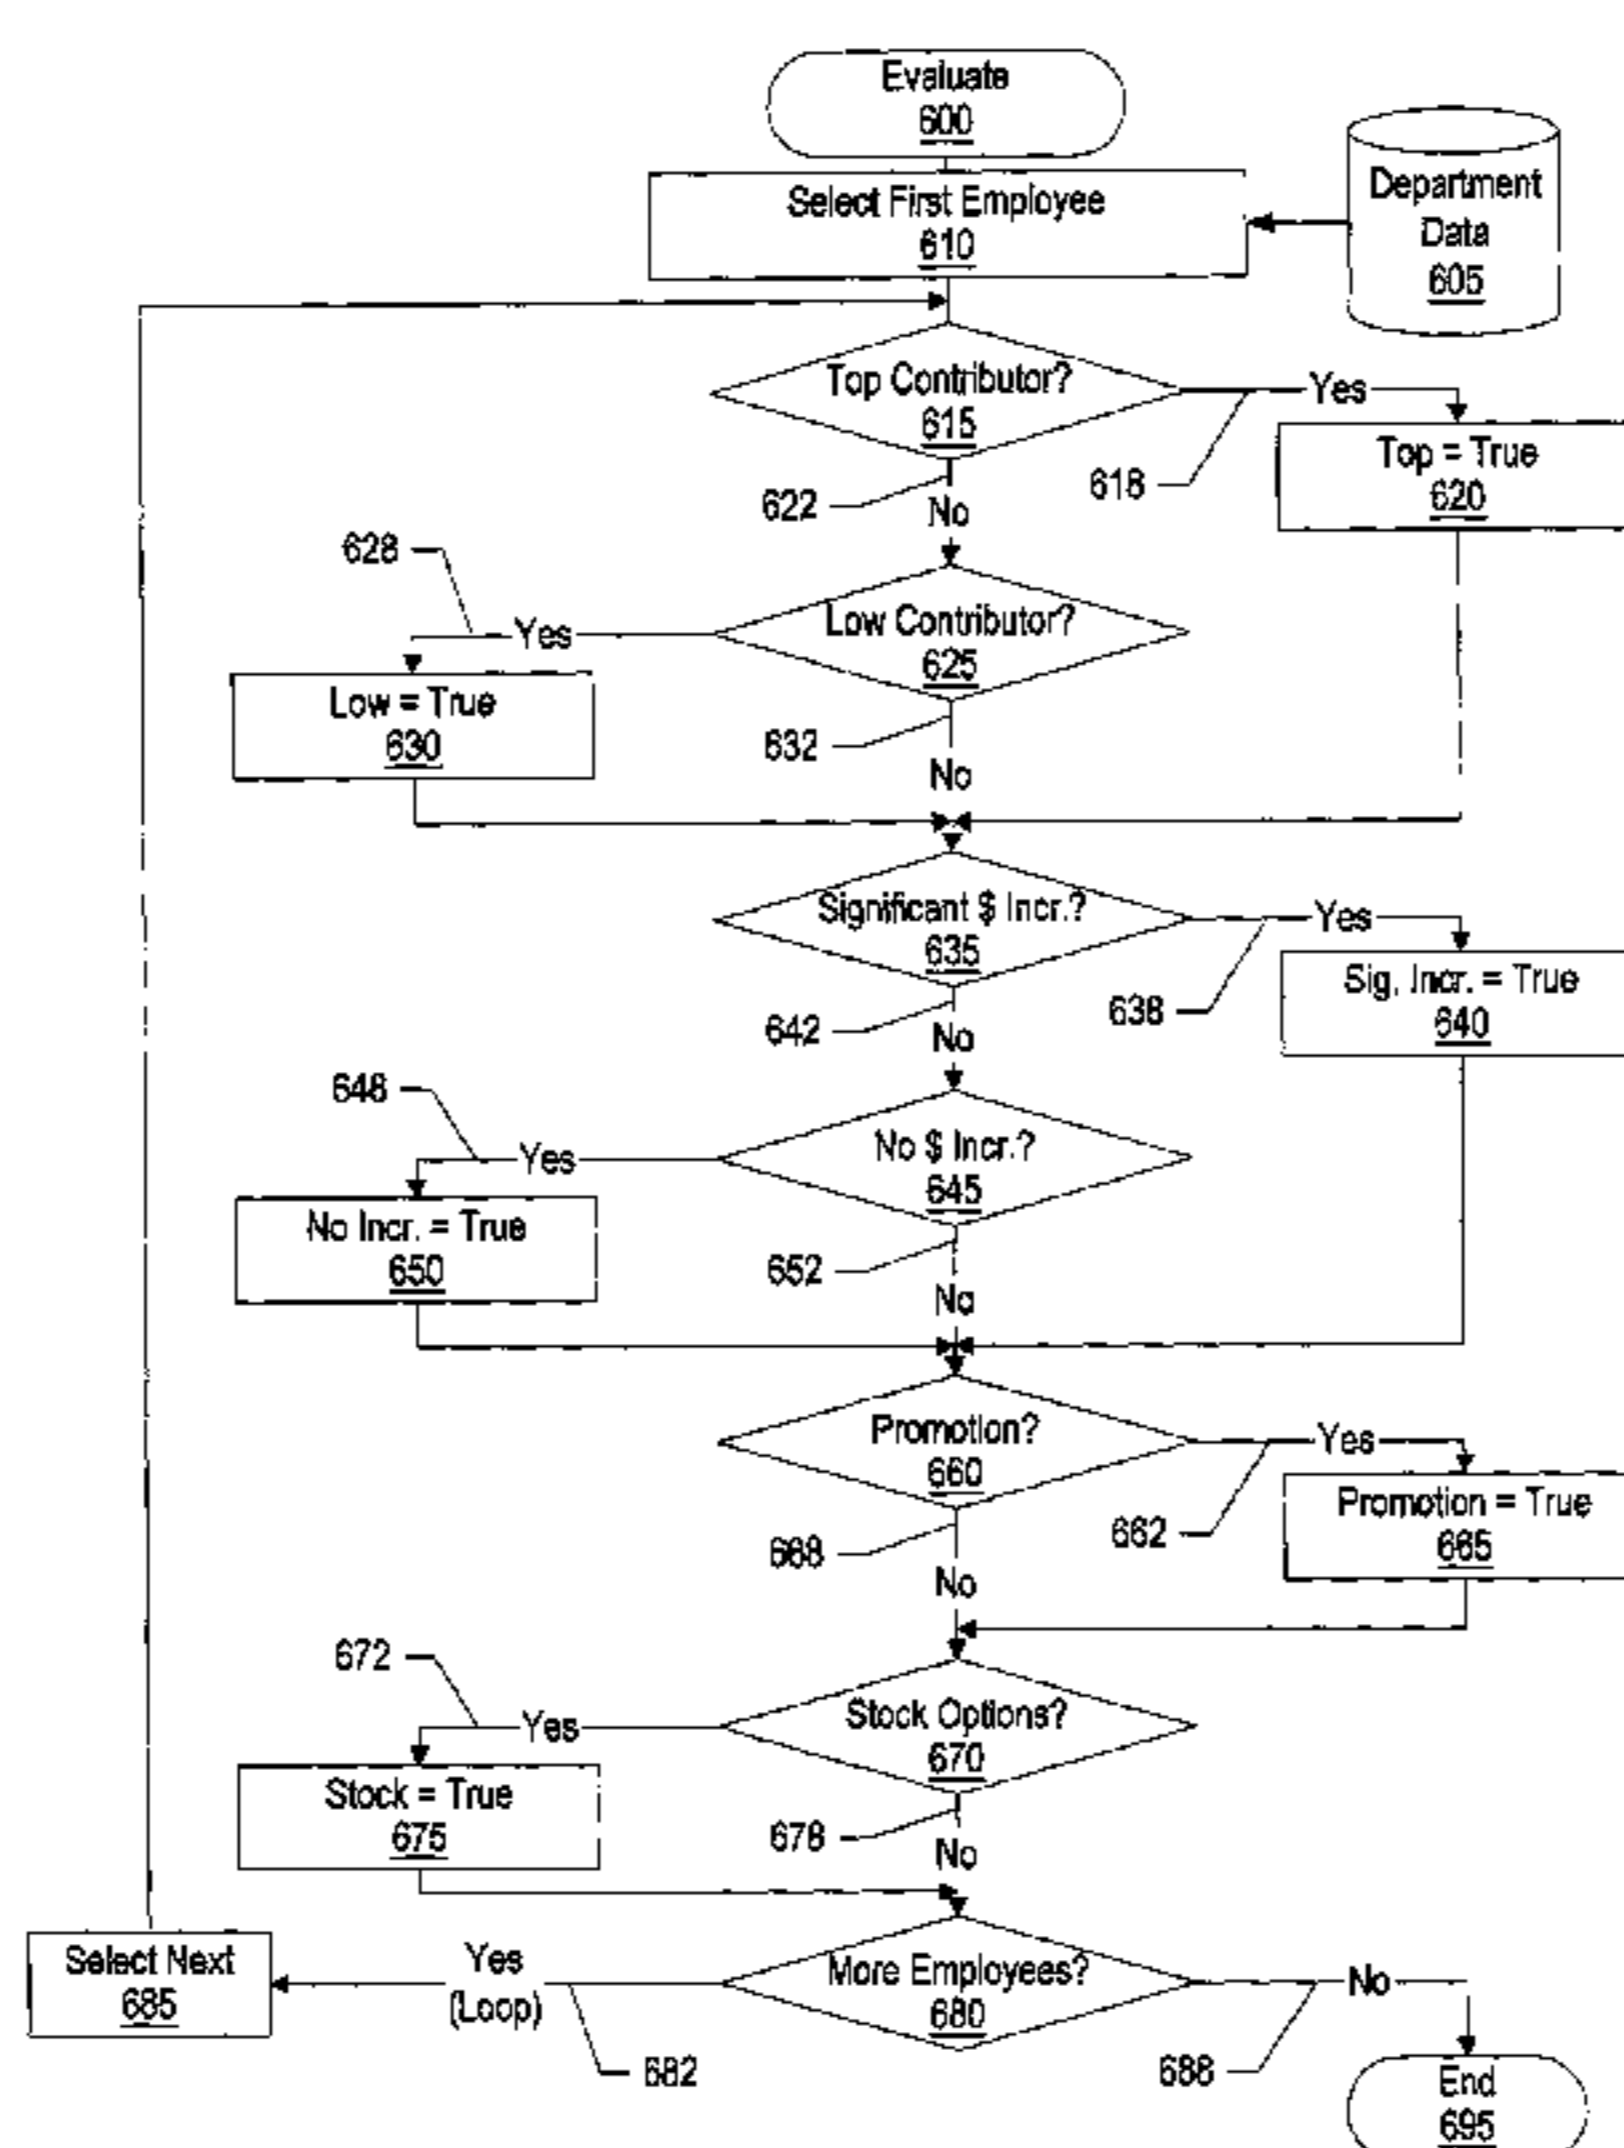 Evaluate
600
Select First Employee
610
Department
Data
605
Top Contributor?
615
Yes
618
Top = True
620
622
No
628
Yes
Low Contributor?
625
Low = True
630
632
No
Significant $ Incr.?
635
Yes
638
Sig. Incr. = True
640
642
No
648
Yes
No $ Incr.?
645
No Incr. = True
650
652
No
Promotion?
660
Yes
662
Promotion = True
665
668
No
672
Yes
Stock Options?
670
Stock = True
675
678
No
Select Next
685
Yes
(Loop)
682
More Employees?
680
No
688
End
695